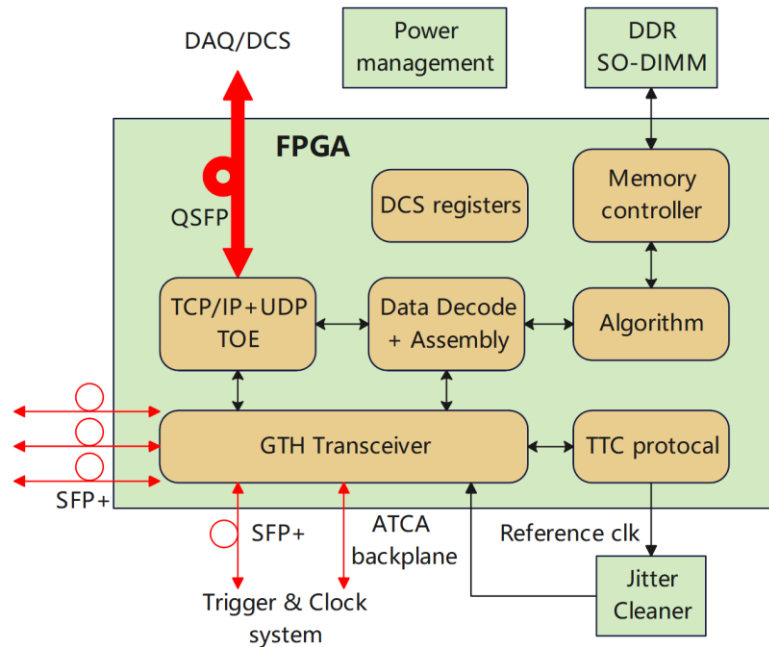 DAQ/DCS
Power
management
DDR
SO-DIMM
FPGA
QSFP
DCS registers
Memory
controller
TCP/IP+UDP
TOE
Data Decode
+ Assembly
Algorithm
GTH Transceiver
TTC protocal
SFP+
SFP+
ATCA
backplane
Reference clk
Trigger & Clock
system
Jitter
Cleaner